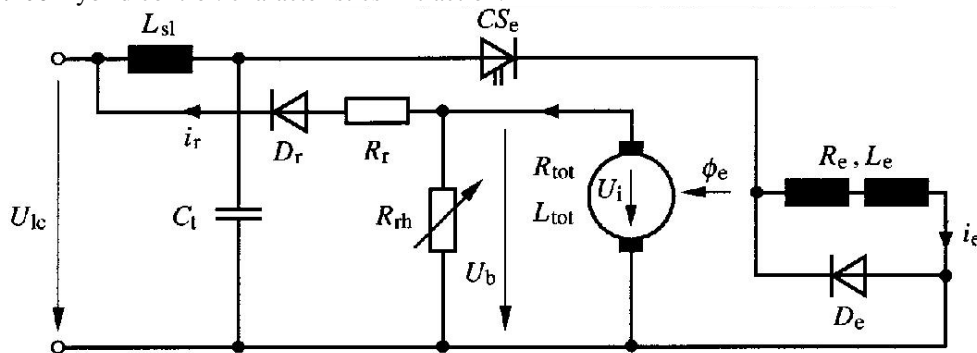 L_sl
CS_e
i_r
D_r
R_r
R_tot
U_i
L_tot
ϕ_e
R_e , L_e
U_lc
C_l
R_rh
U_b
i_e
D_e